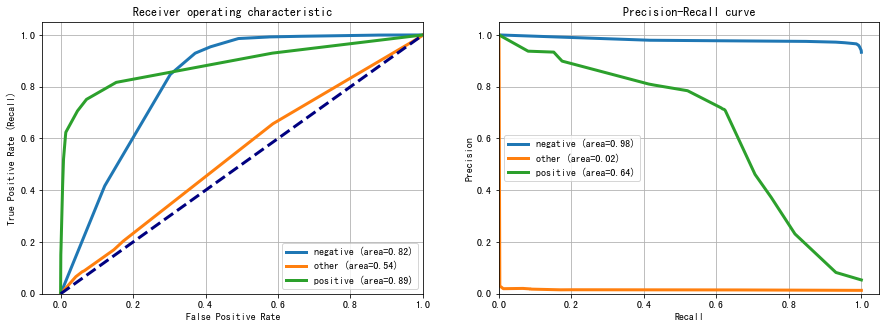 Receiver operating characteristic
True Positive Rate (Recall)
1.0
0.8
0.6
0.4
0.2
0.0
0.0 0.2 0.4 0.6 0.8 1.0
False Positive Rate
negative (area=0.82)
other (area=0.54)
positive (area=0.89)
Precision-Recall curve
Precision
1.0
0.8
0.6
0.4
0.2
0.0
0.0 0.2 0.4 0.6 0.8 1.0
Recall
negative (area=0.98)
other (area=0.02)
positive (area=0.64)